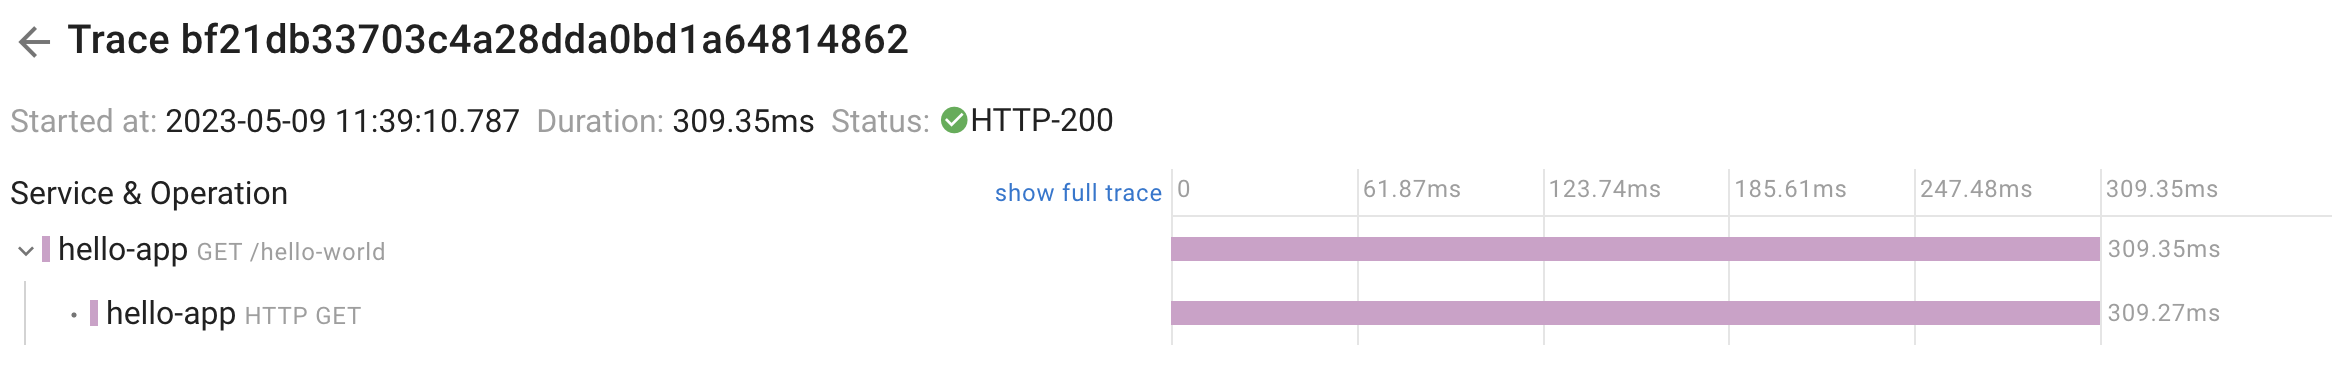 Trace bf21db33703c4a28dda0bd1a64814862
Started at: 2023-05-09 11:39:10.787 Duration: 309.35ms Status: HTTP-200
Service & Operation show full trace 0 61.87ms 123.74ms 185.61ms 247.48ms 309.35ms
hello-app GET /hello-world 309.35ms
hello-app HTTP GET 309.27ms